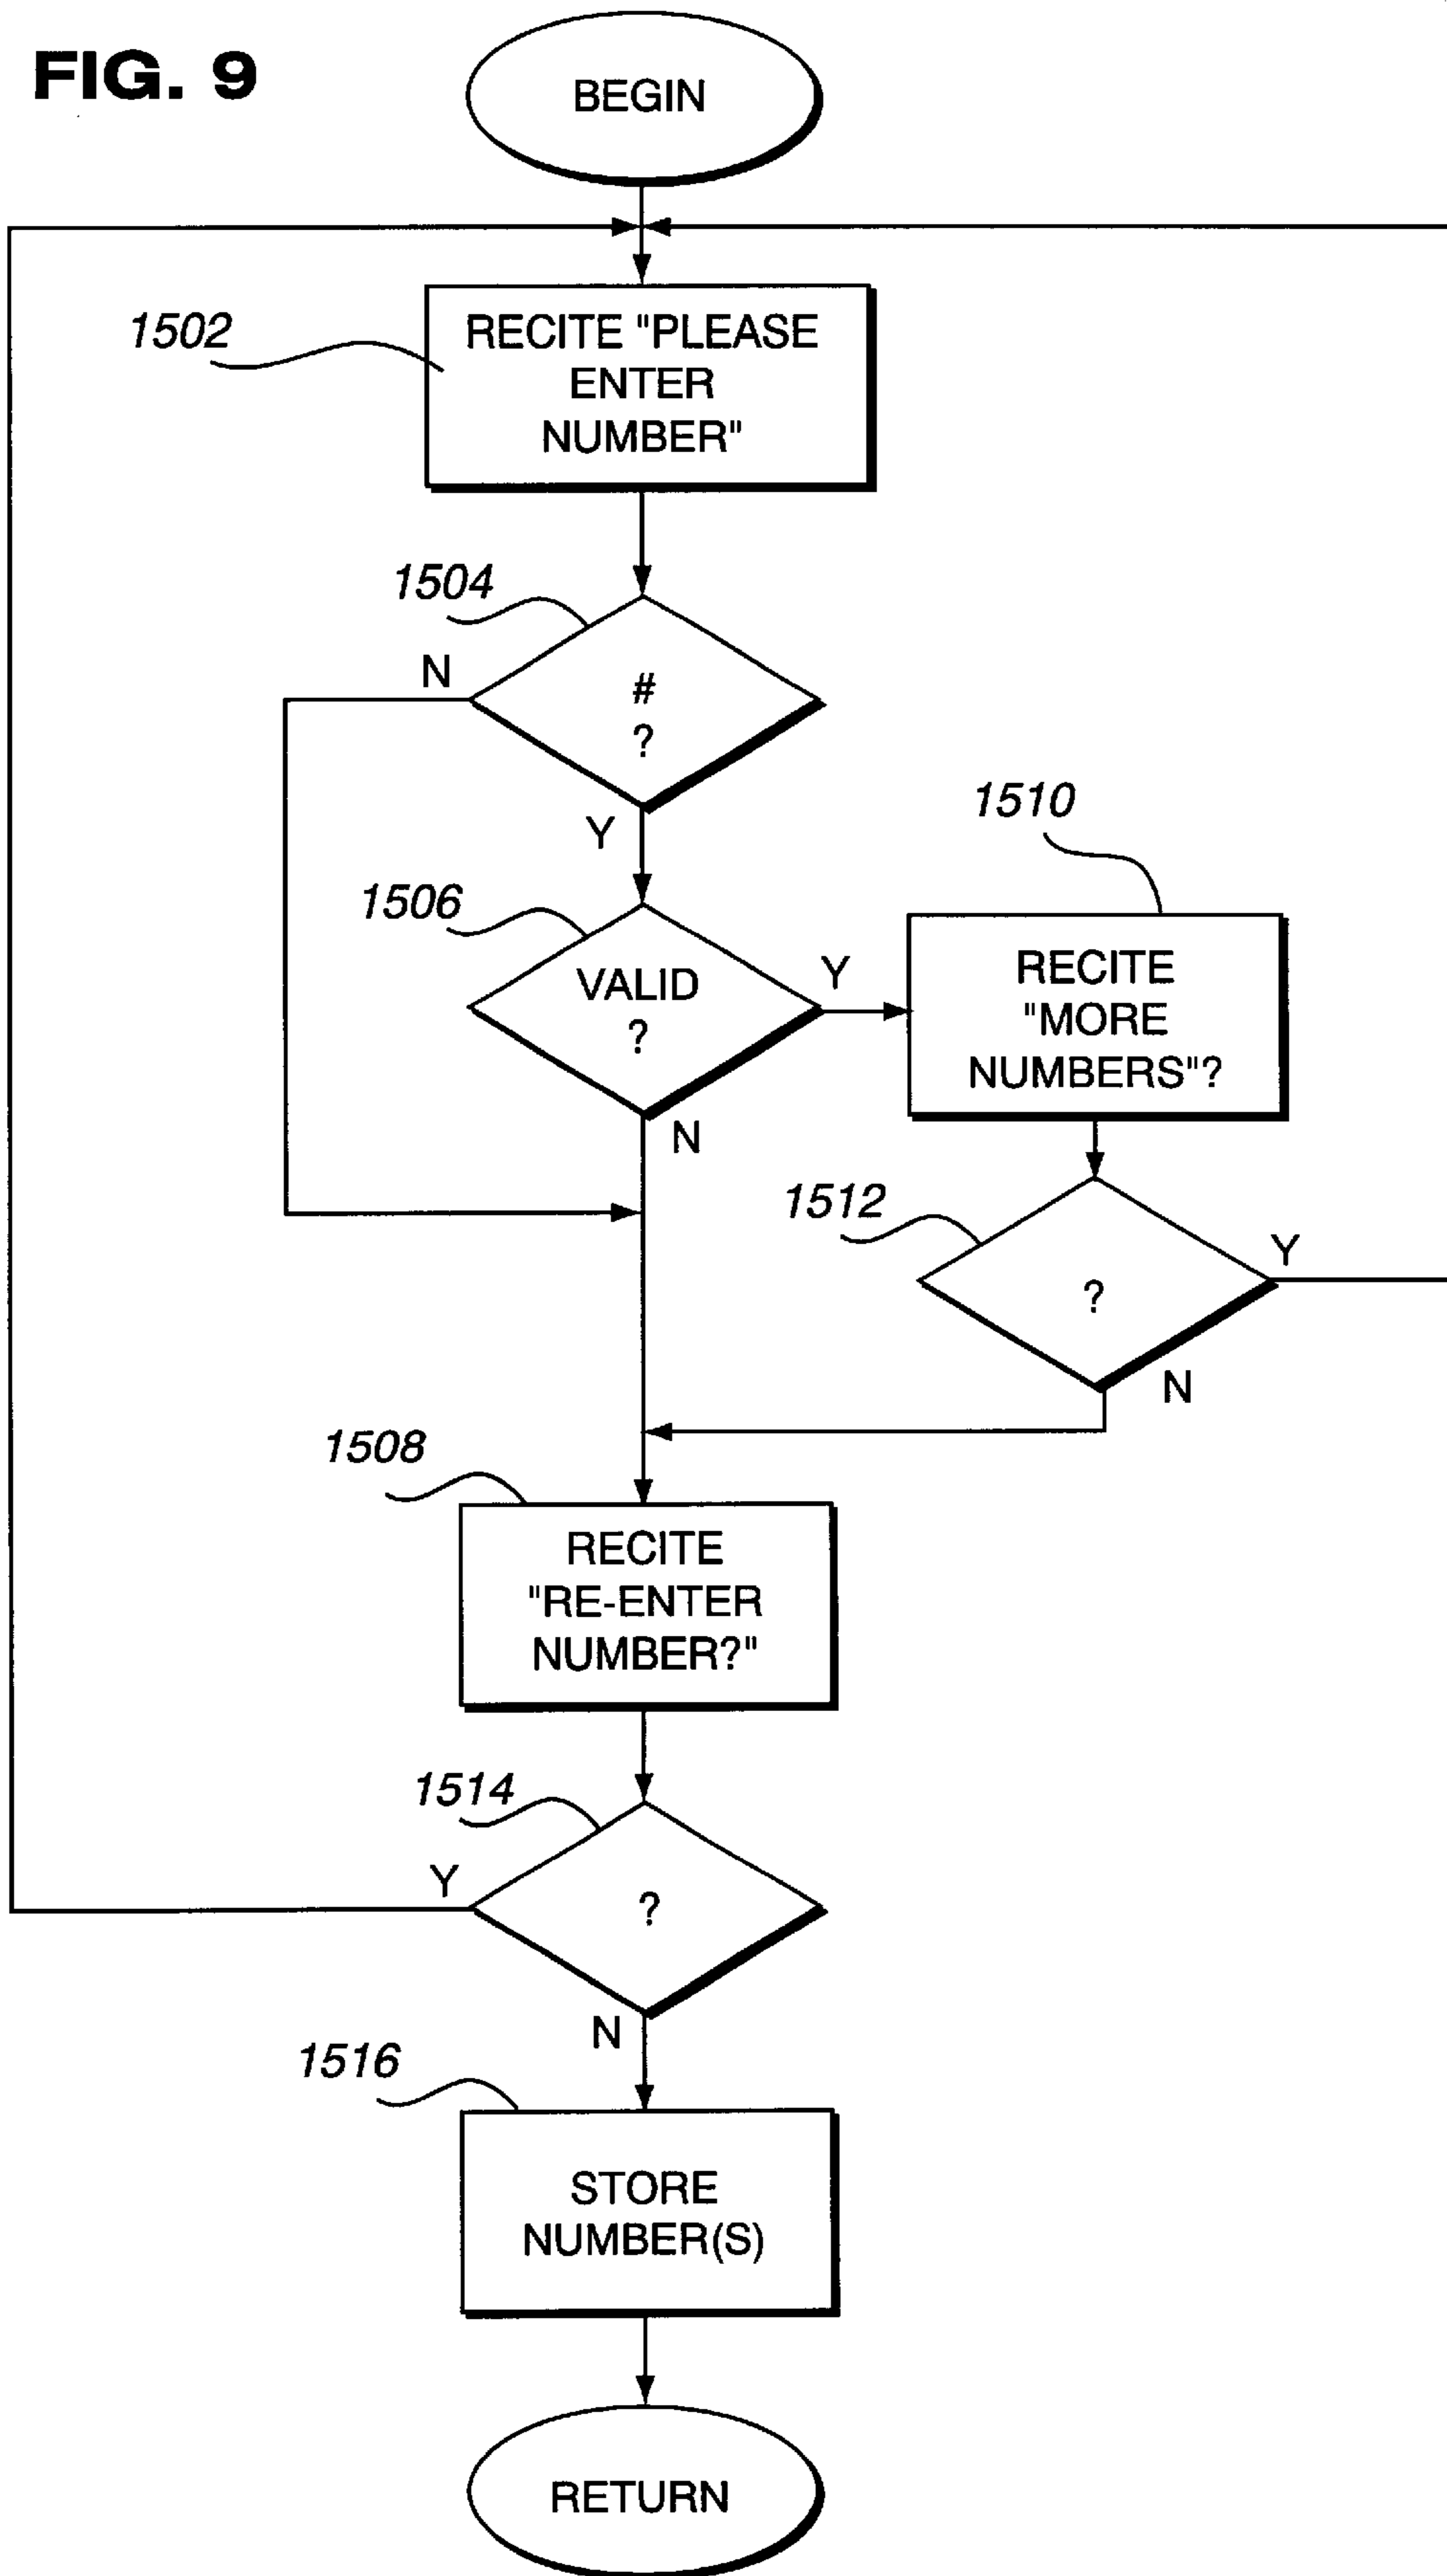 FIG. 9
BEGIN
1502
RECITE "PLEASE
ENTER
NUMBER"
1504
N
#
?
Y
1506
VALID
?
Y
N
1510
RECITE
"MORE
NUMBERS"?
1512
?
Y
N
1508
RECITE
"RE-ENTER
NUMBER?"
1514
Y
?
N
1516
STORE
NUMBER(S)
RETURN